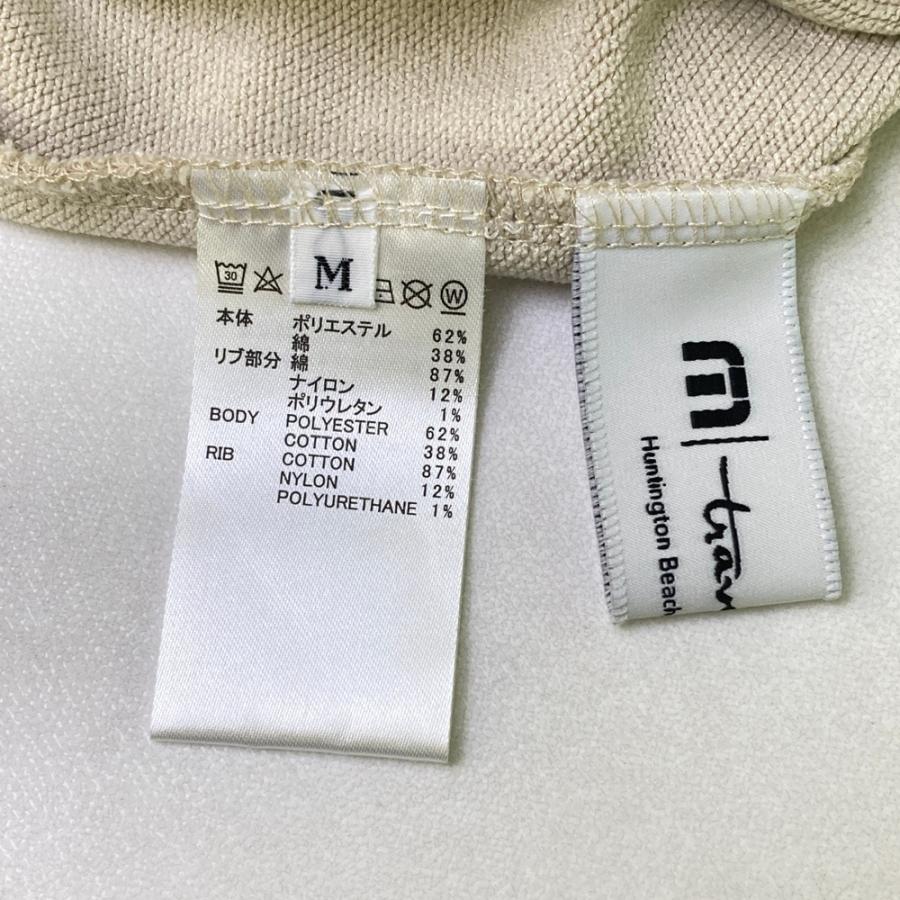 M
30
W
本体 ポリエステル 62%
綿 38%
リブ部分 綿 87%
ナイロン 12%
ポリウレタン 1%
BODY POLYESTER 62%
COTTON 38%
RIB COTTON 87%
NYLON 12%
POLYURETHANE 1%
Huntington Beach